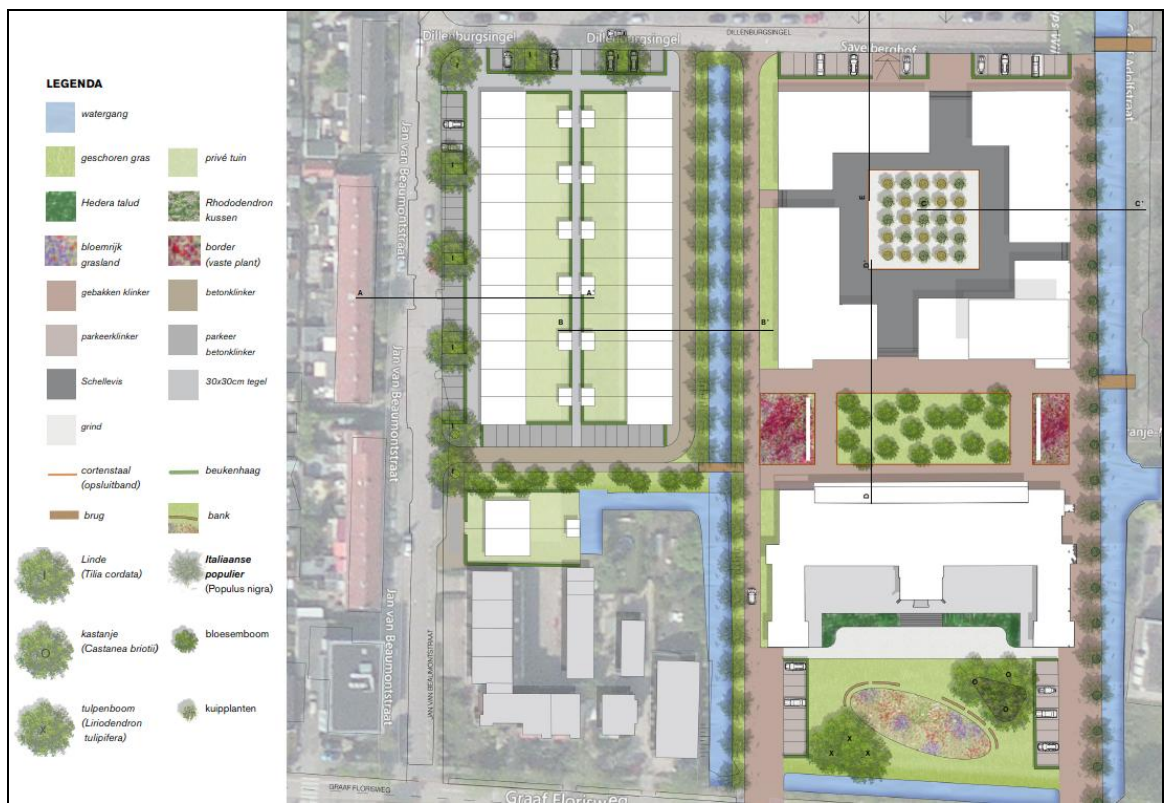 LEGENDA
watergang
geschoren gras
privé tuin
Hedera talud
Rhododendron
kussen
bloemrijk
grasland
border
(vaste plant)
gebakken klinker
betonklinker
parkeerklinker
parkeer
betonklinker
Schellevis
30x30cm tegel
grind
cortenstaal
(opsluitband)
beukenhaag
brug
bank
Linde
(Tilia cordata)
Italiaanse
populier
(Populus nigra)
kastanje
(Castanea briotii)
bloesemboom
tulpenboom
(Liriodendron
tulipifera)
kuipplanten
Dillenburgsingel
Dillenburgsingel
DILLENBURGSINGEL
Savelberghof
Jan van Beaumontstraat
Jan van Beaumontstraat
Jan van Beaumontstraat
JAN VAN BEAUMONTSTRAAT
A
A'
B
B'
C
C'
GRAAF FLORISWEG
Graaf Florisweg